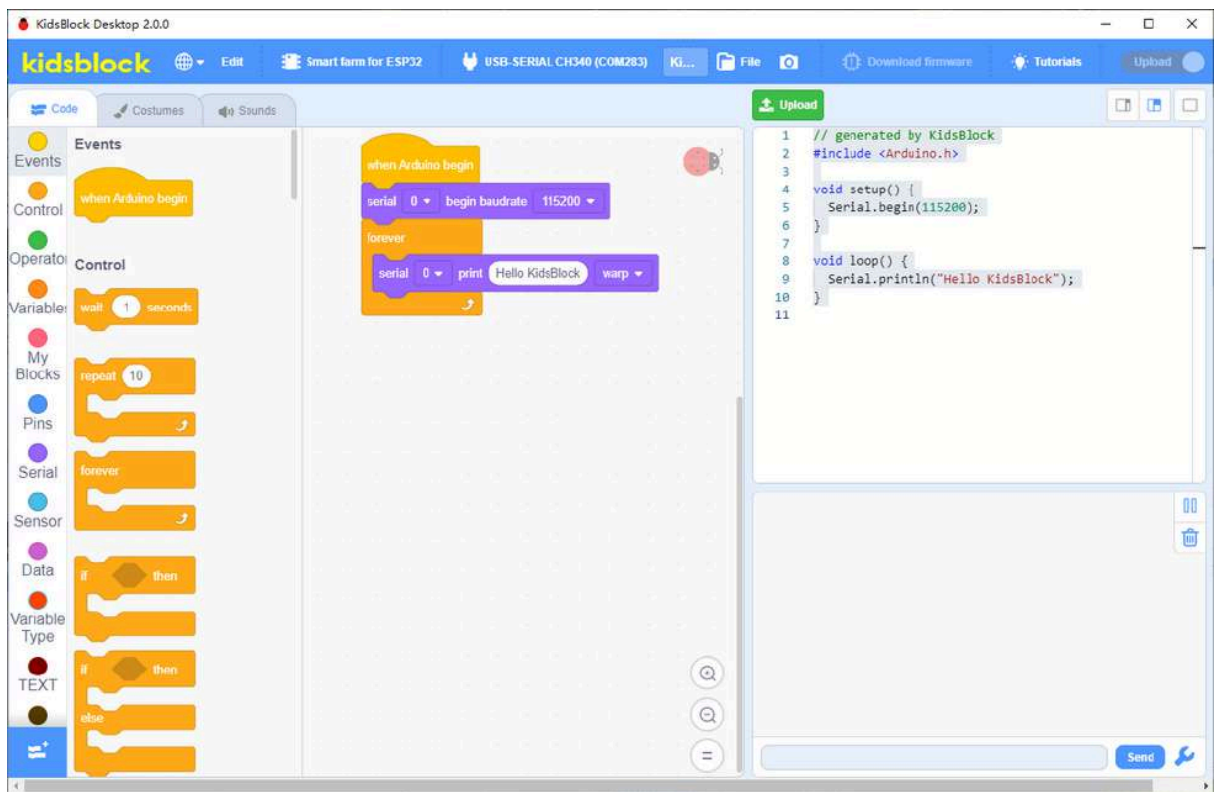 KidsBlock Desktop 2.0.0
kidsblock Edit Smart farm for ESP32 USB-SERIAL CH340 (COM283) Ki... File Download firmware Tutorials Upload
Code Costumes Sounds
Upload
Events
Control
Operato
Variable
My
Blocks
Pins
Serial
Sensor
Data
Variable
Type
TEXT
Events
when Arduino begin
Control
wait 1 seconds
repeat 10
forever
if then
if then
else
when Arduino begin
serial 0 begin baudrate 115200
forever
serial 0 print Hello KidsBlock warp
=
1 // generated by KidsBlock
2 #include <Arduino.h>
3
4 void setup() {
5 Serial.begin(115200);
6 }
7
8 void loop() {
9 Serial.println("Hello KidsBlock");
10 }
11
Send